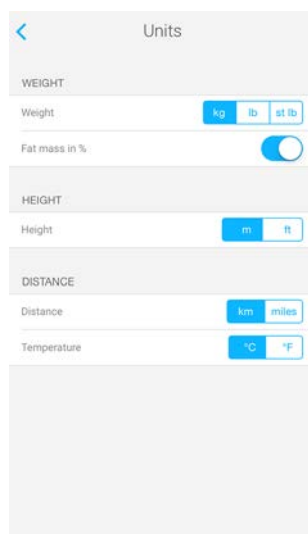 Units
WEIGHT
Weight kg lb st lb
Fat mass in %
HEIGHT
Height m ft
DISTANCE
Distance km miles
Temperature °C °F